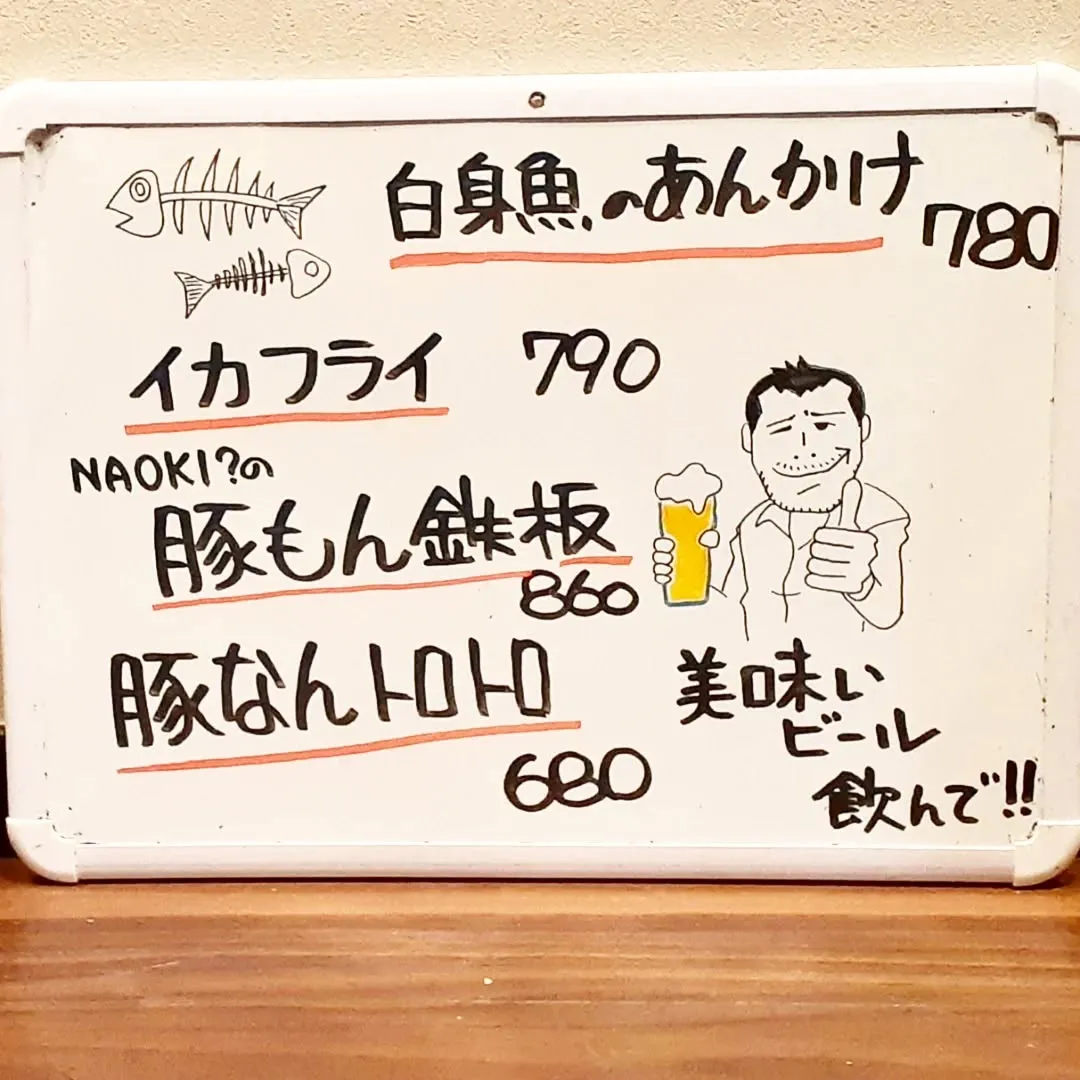 白身魚のあんかけ 780
イカフライ 790
NAOKI?の
豚もん鉄板
860
豚なんトロトロ
680
美味い
ビール
飲んで!!